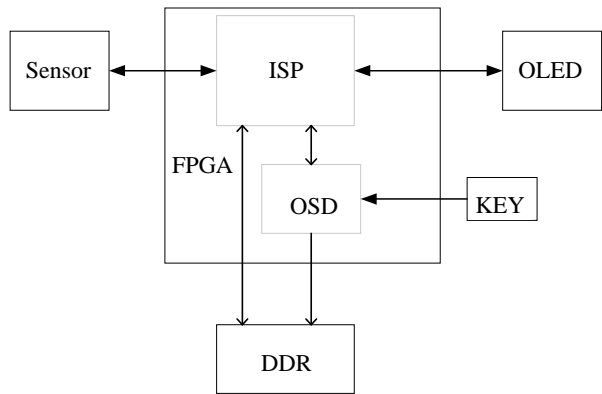 Sensor
ISP
OLED
FPGA
OSD
KEY
DDR